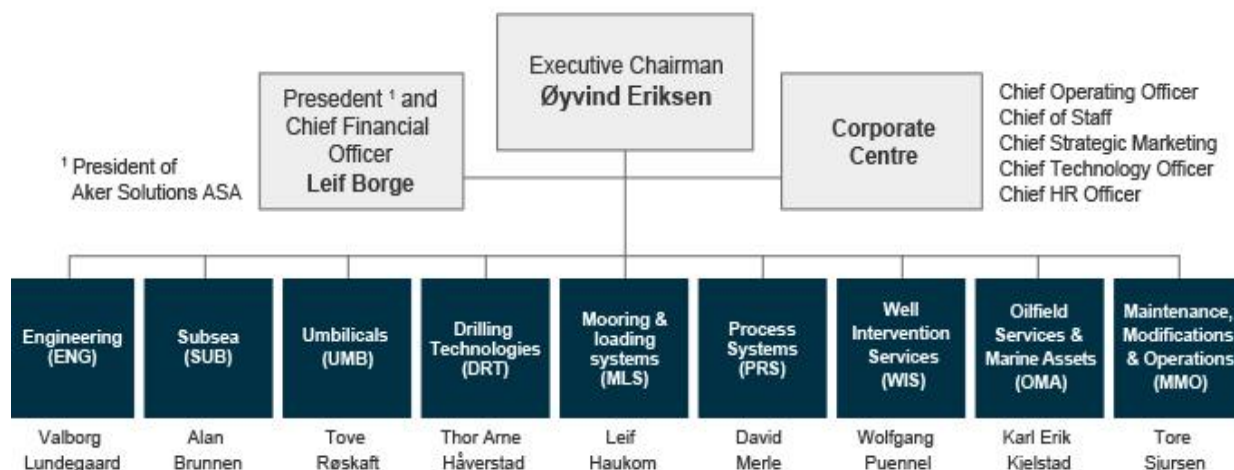 Executive Chairman
Øyvind Eriksen
Presedent ¹ and
Chief Financial
Officer
Leif Borge
¹ President of
Aker Solutions ASA
Corporate
Centre
Chief Operating Officer
Chief of Staff
Chief Strategic Marketing
Chief Technology Officer
Chief HR Officer
Engineering
(ENG)
Subsea
(SUB)
Umbilicals
(UMB)
Drilling
Technologies
(DRT)
Mooring &
loading
systems
(MLS)
Process
Systems
(PRS)
Well
Intervention
Services
(WIS)
Oilfield
Services &
Marine Assets
(OMA)
Maintenance,
Modifications
& Operations
(MMO)
Valborg
Lundegaard
Alan
Brunnen
Tove
Røskaft
Thor Arne
Håverstad
Leif
Haukom
David
Merle
Wolfgang
Puennel
Karl Erik
Kjelstad
Tore
Sjursen